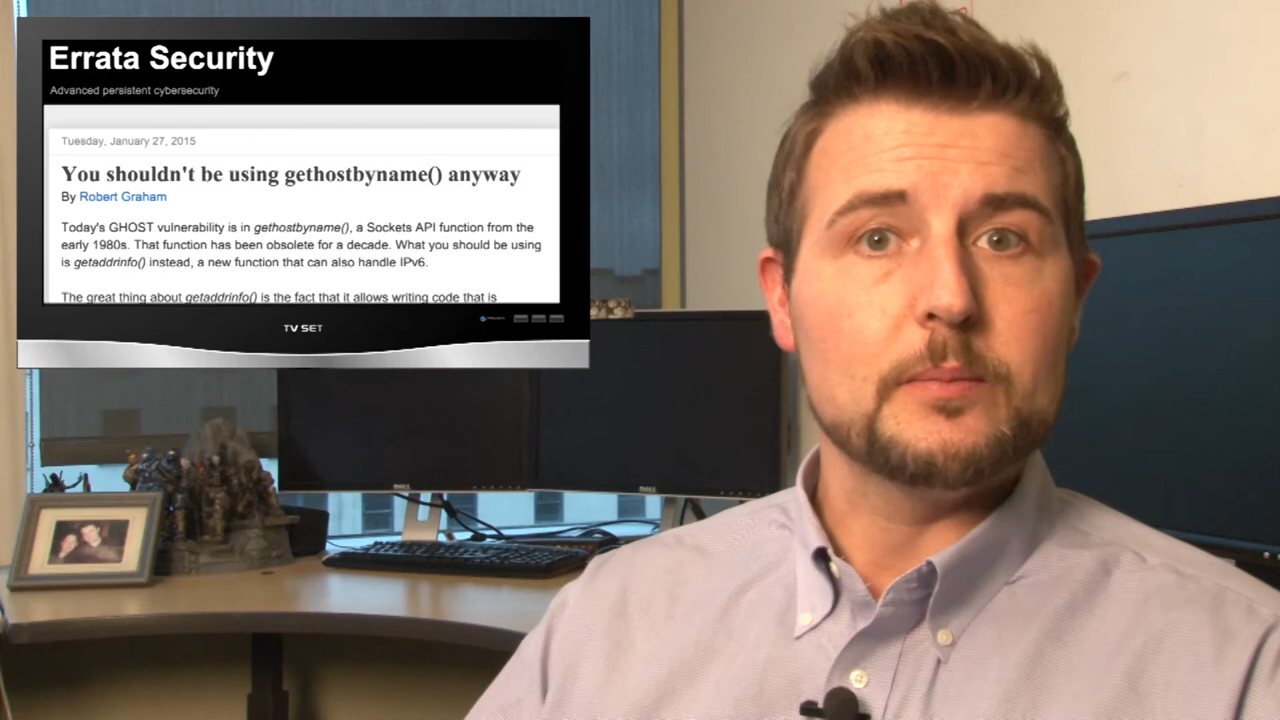 Errata Security
Advanced persistent cybersecurity
Tuesday, January 27, 2015
You shouldn't be using gethostbyname() anyway
By Robert Graham
Today's GHOST vulnerability is in gethostbyname(), a Sockets API function from the
early 1980s. That function has been obsolete for a decade. What you should be using
is getaddrinfo() instead, a new function that can also handle IPv6.
The great thing about getaddrinfo() is the fact that it allows writing code that is
TV SET
DELL
DELL